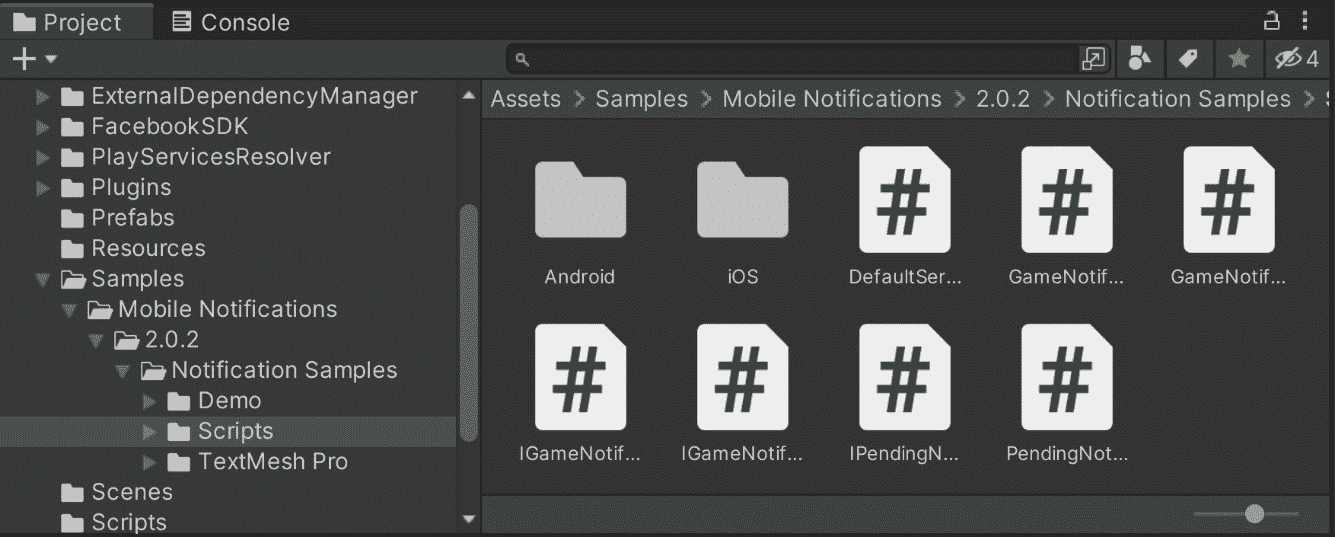 Project Console
4
ExternalDependencyManager
FacebookSDK
PlayServicesResolver
Plugins
Prefabs
Resources
Samples
Mobile Notifications
2.0.2
Notification Samples
Demo
Scripts
TextMesh Pro
Scenes
Scripts
Assets > Samples > Mobile Notifications > 2.0.2 > Notification Samples >
Android iOS DefaultSer... GameNotif... GameNotif...
IGameNotif... IGameNotif... IPendingN... PendingNot...